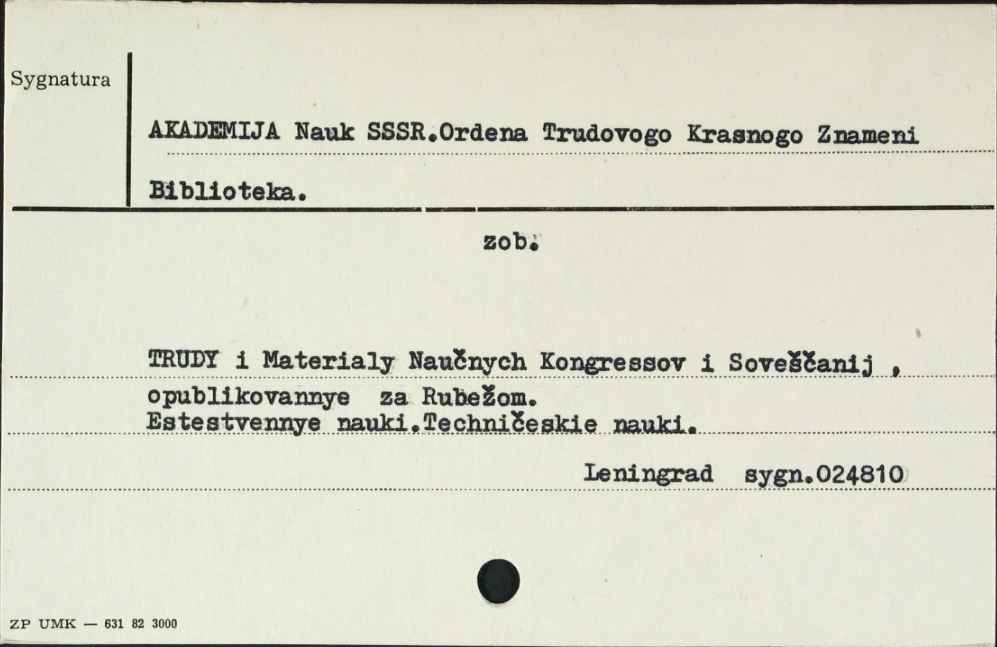 Sygnatura
AKADEMIJA Nauk SSSR.Ordena Trudovogo Krasnogo Znameni
Biblioteka.
zob.
TRUDY i Materialy Naučnych Kongressov i Soveščanij ,
opublikovannye za Rubežom.
Estestvennye nauki.Techničeskie nauki.
Leningrad sygn.024810
ZP UMK — 631 82 3000